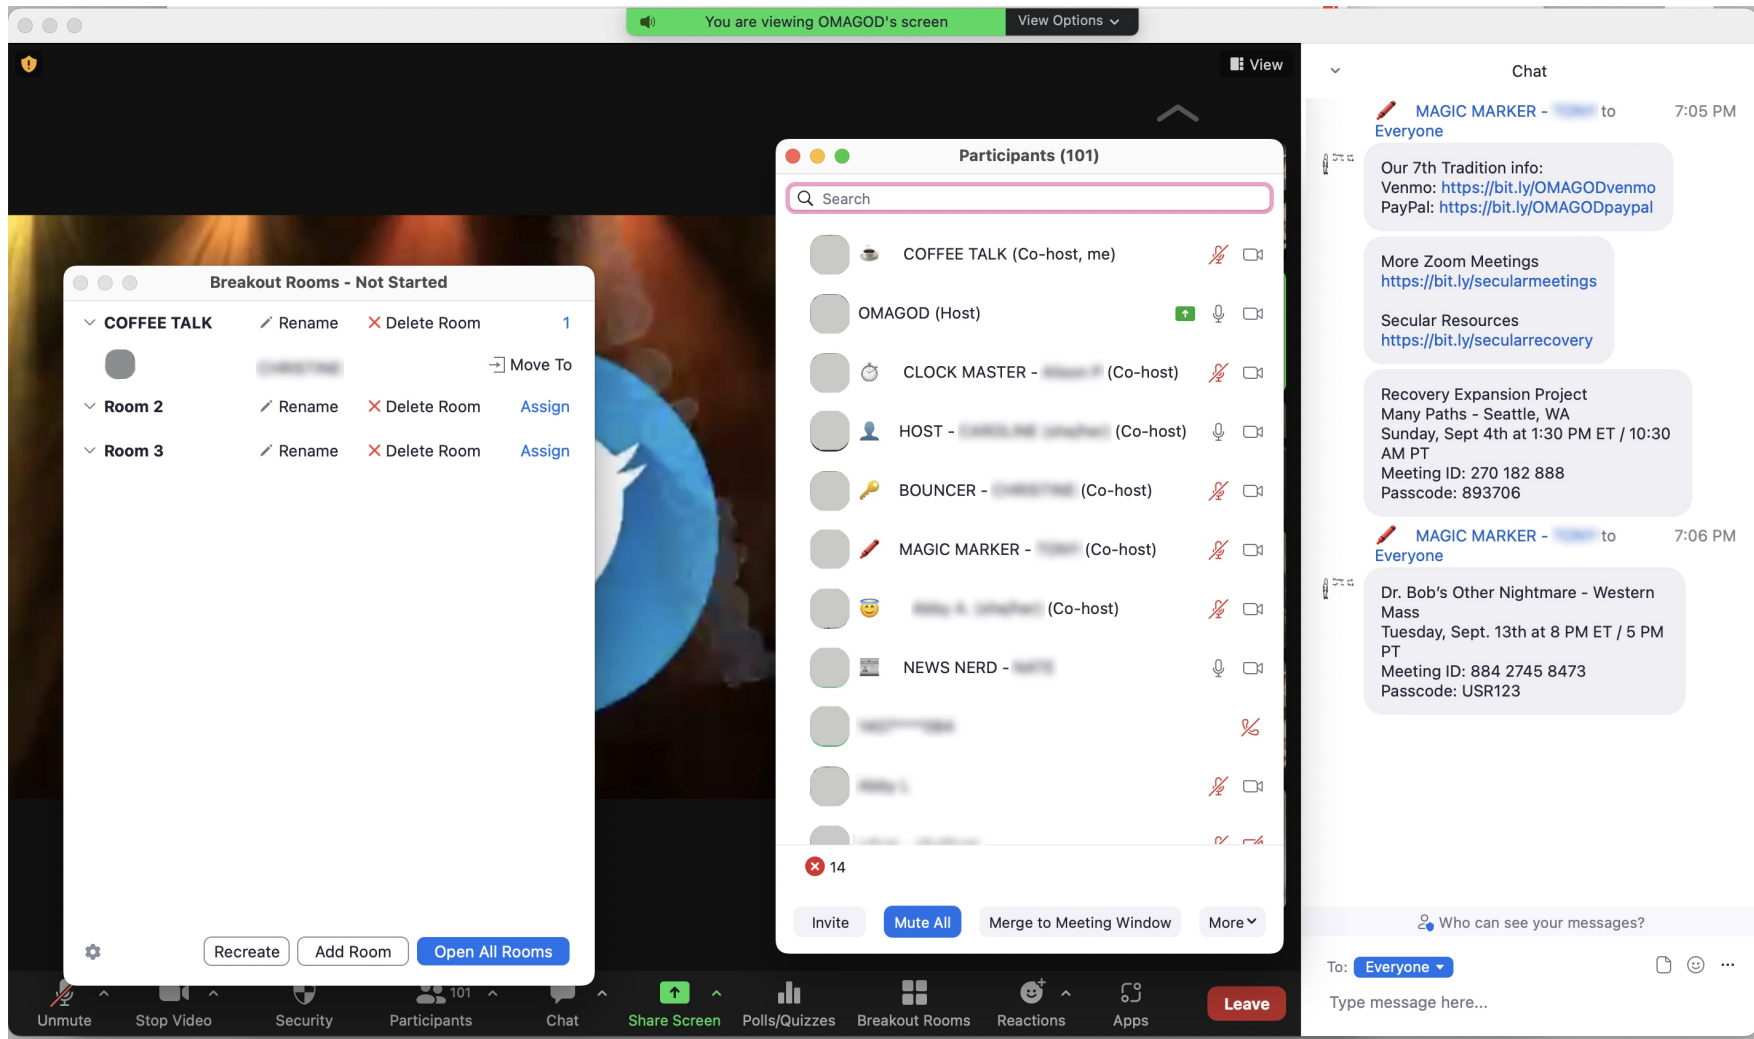 You are viewing OMAGOD's screen
View Options
View
Breakout Rooms - Not Started
COFFEE TALK Rename Delete Room 1
Move To
Room 2 Rename Delete Room Assign
Room 3 Rename Delete Room Assign
Recreate Add Room Open All Rooms
Participants (101)
Search
COFFEE TALK (Co-host, me)
OMAGOD (Host)
CLOCK MASTER - (Co-host)
HOST - (Co-host)
BOUNCER - (Co-host)
MAGIC MARKER - (Co-host)
(Co-host)
NEWS NERD -
14
Invite Mute All Merge to Meeting Window More
Unmute Stop Video Security Participants 101 Chat Share Screen Polls/Quizzes Breakout Rooms Reactions Apps Leave
Chat
MAGIC MARKER - to 7:05 PM
Everyone
Our 7th Tradition info:
Venmo: https://bit.ly/OMAGODvenmo
PayPal: https://bit.ly/OMAGODpaypal
More Zoom Meetings
https://bit.ly/secularmeetings
Secular Resources
https://bit.ly/secularrecovery
Recovery Expansion Project
Many Paths - Seattle, WA
Sunday, Sept 4th at 1:30 PM ET / 10:30
AM PT
Meeting ID: 270 182 888
Passcode: 893706
MAGIC MARKER - to 7:06 PM
Everyone
Dr. Bob's Other Nightmare - Western
Mass
Tuesday, Sept. 13th at 8 PM ET / 5 PM
PT
Meeting ID: 884 2745 8473
Passcode: USR123
Who can see your messages?
To: Everyone
Type message here...